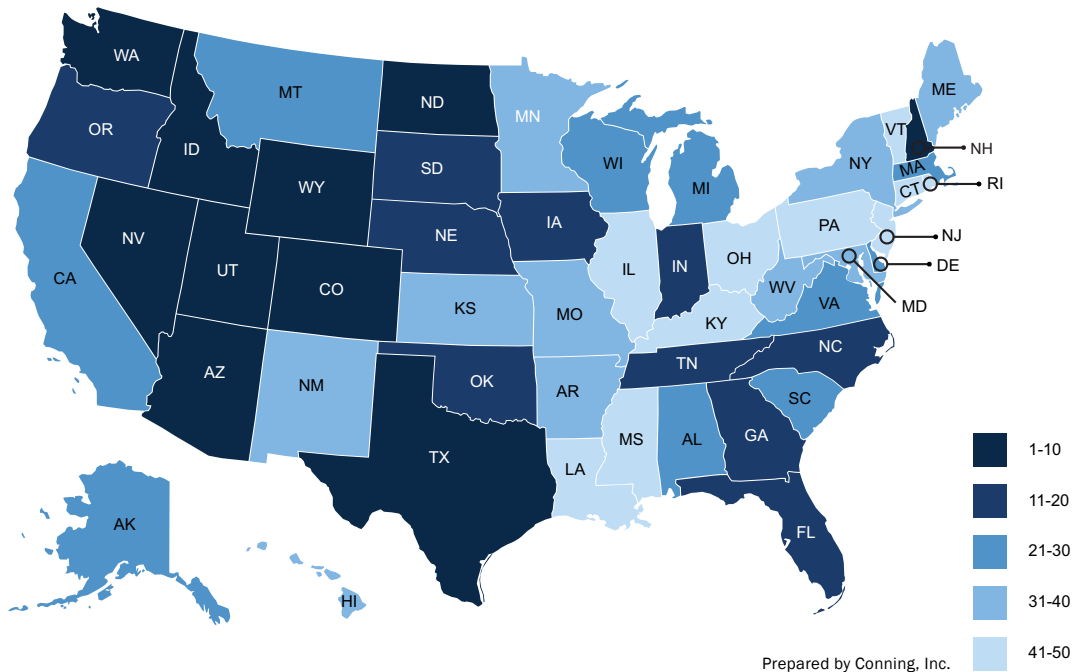 WA
MT
ND
MN
ME
OR
ID
SD
WI
VT
NH
WY
MI
NY
MA
RI
CT
NV
NE
IA
PA
NJ
UT
IL
IN
OH
DE
CA
CO
WV
MD
KS
MO
KY
VA
NC
TN
AZ
NM
OK
AR
SC
MS
AL
GA
TX
LA
1-10
11-20
AK
FL
21-30
HI
31-40
41-50
Prepared by Conning, Inc.